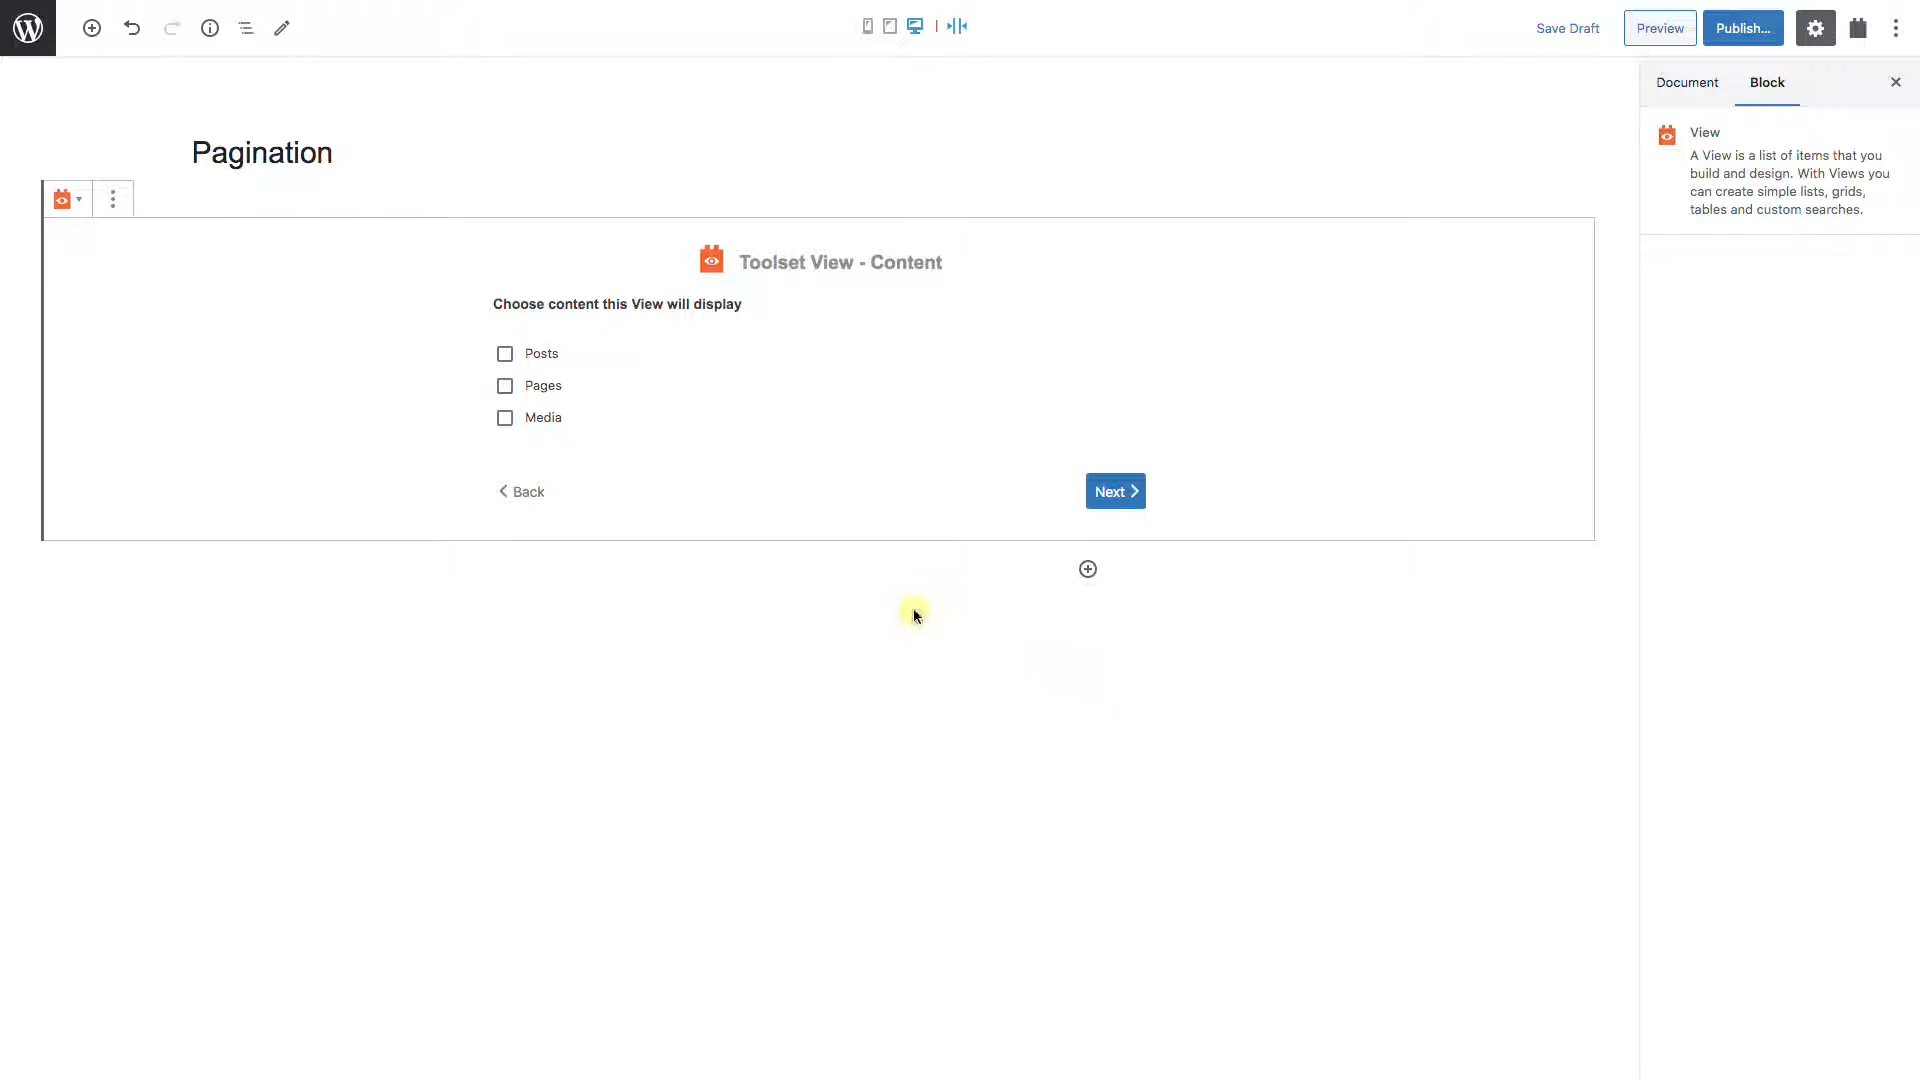 Save Draft
Preview
Publish...
Document
Block
View
A View is a list of items that you
build and design. With Views you
can create simple lists, grids,
tables and custom searches.
Pagination
Toolset View - Content
Choose content this View will display
Posts
Pages
Media
Back
Next